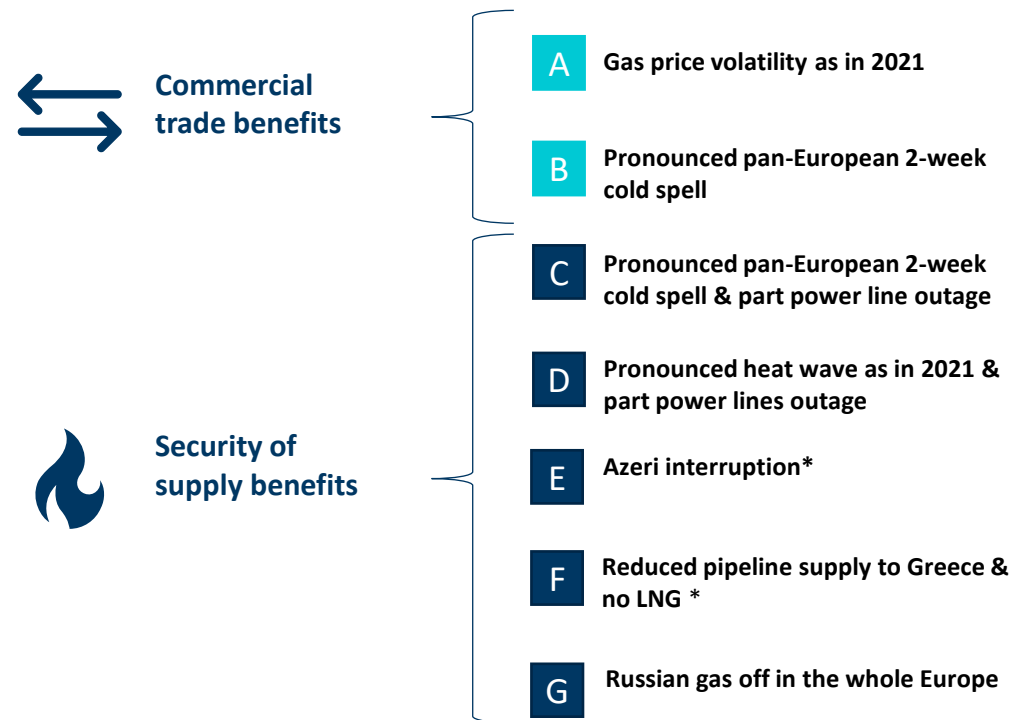 Commercial
trade benefits
A
Gas price volatility as in 2021
B
Pronounced pan-European 2-week
cold spell
C
Pronounced pan-European 2-week
cold spell & part power line outage
D
Pronounced heat wave as in 2021 &
part power lines outage
Security of
supply benefits
E
Azeri interruption*
F
Reduced pipeline supply to Greece &
no LNG *
G
Russian gas off in the whole Europe